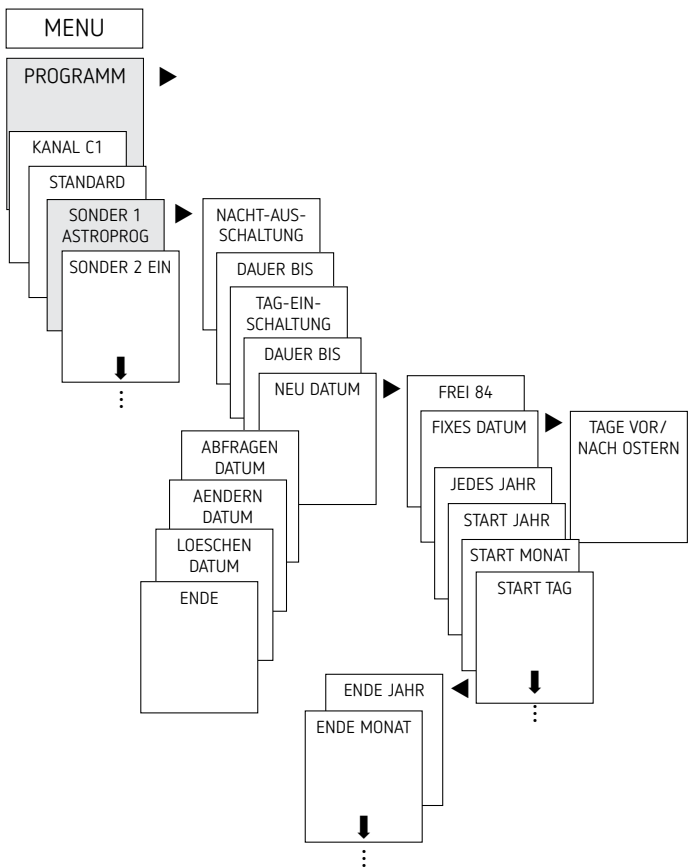 MENU
PROGRAMM
KANAL C1
STANDARD
SONDER 1
ASTROPROG
SONDER 2 EIN
NACHT-AUS-
SCHALTUNG
DAUER BIS
TAG-EIN-
SCHALTUNG
DAUER BIS
NEU DATUM
ABFRAGEN
DATUM
AENDERN
DATUM
LOESCHEN
DATUM
ENDE
FREI 84
FIXES DATUM
TAGE VOR/
NACH OSTERN
JEDES JAHR
START JAHR
START MONAT
START TAG
ENDE JAHR
ENDE MONAT